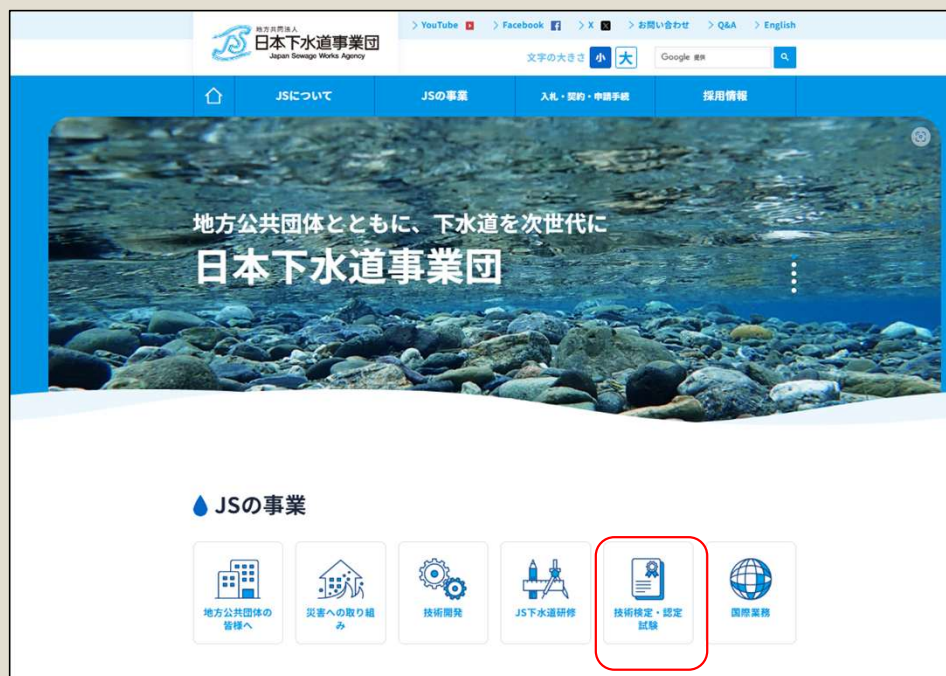 > YouTube > Facebook > X > お問い合わせ > Q&A > English
地方共同法人
日本下水道事業団
Japan Sewage Works Agency
文字の大きさ 小 大 Google 提供
JSについて JSの事業 入札・契約・申請手続 採用情報
地方公共団体とともに、下水道を次世代に
日本下水道事業団
JSの事業
地方公共団体の
皆様へ
災害への取り組
み
技術開発
JS下水道研修
技術検定・認定
試験
国際業務